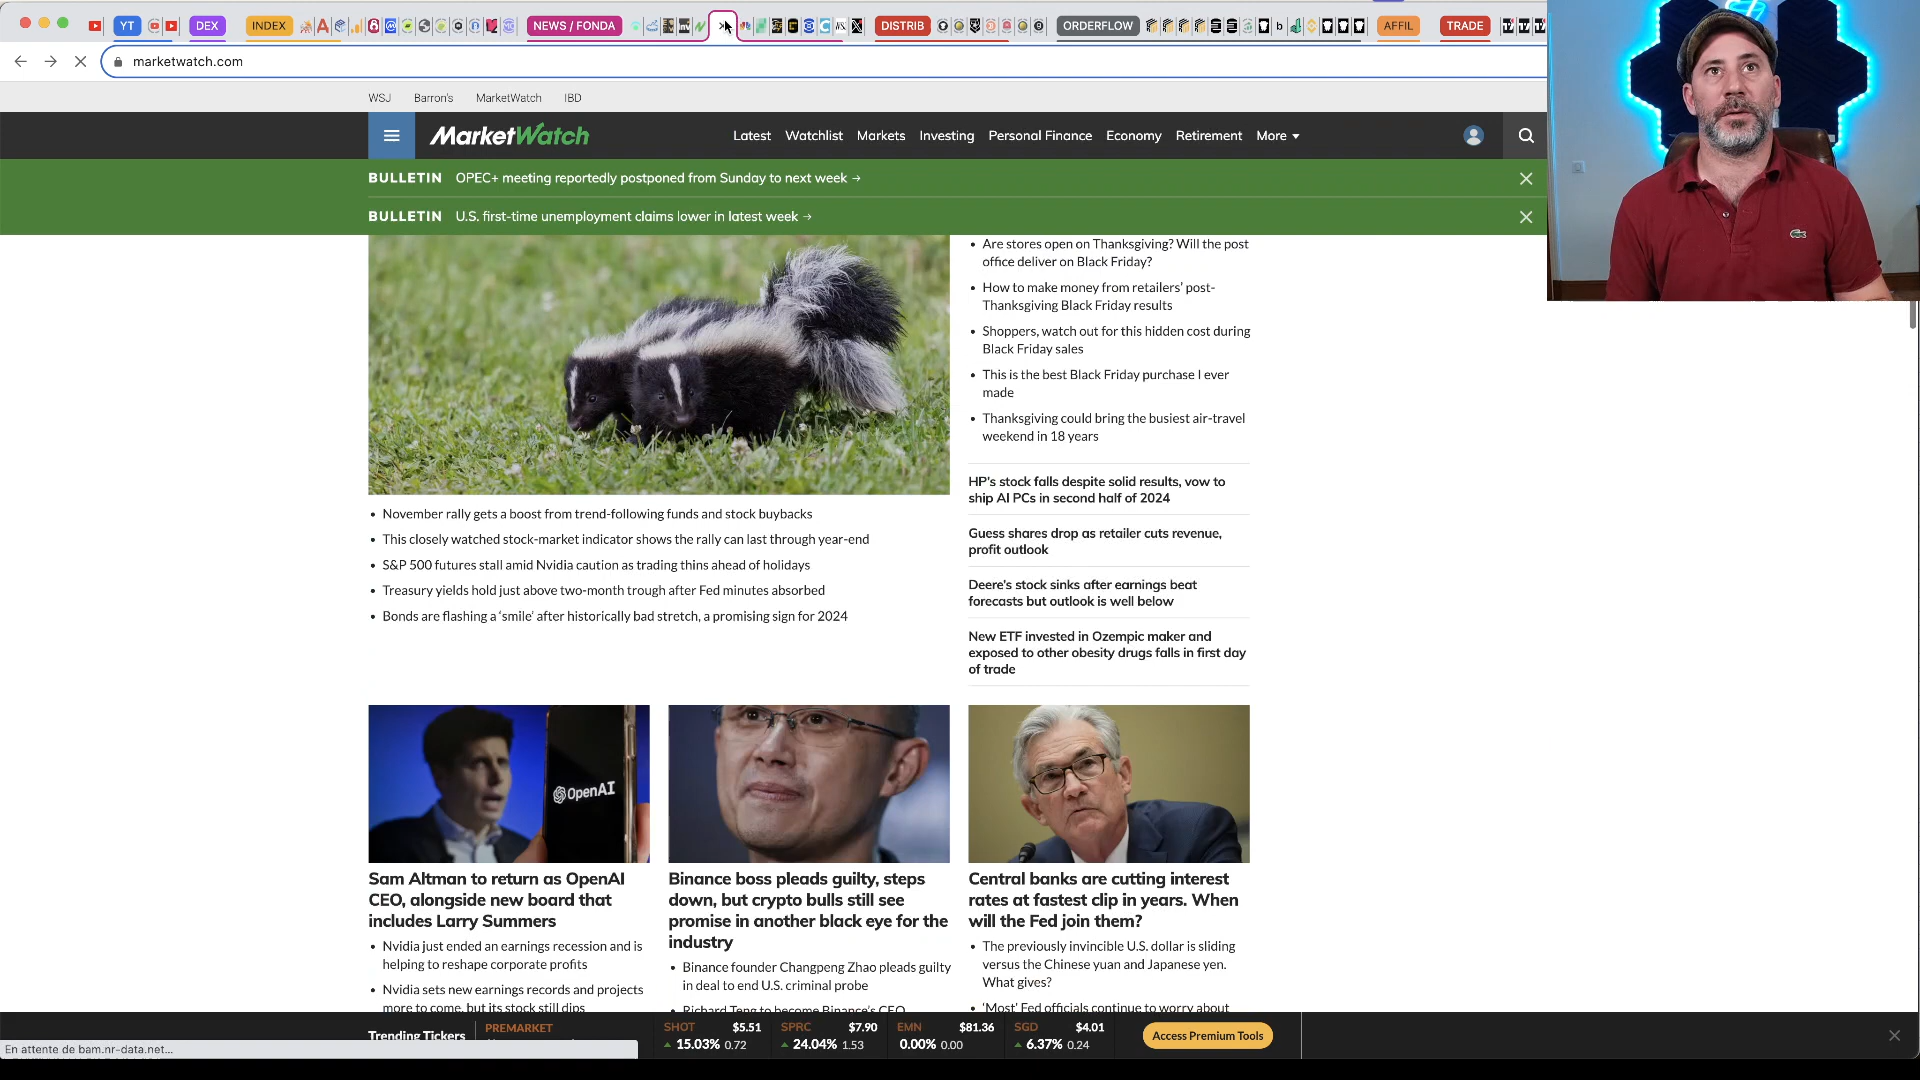 YT
DEX
INDEX
NEWS / FONDA
DISTRIB
ORDERFLOW
AFFIL
TRADE
marketwatch.com
WSJ Barron's MarketWatch IBD
MarketWatch
Latest Watchlist Markets Investing Personal Finance Economy Retirement More
BULLETIN OPEC+ meeting reportedly postponed from Sunday to next week →
BULLETIN U.S. first-time unemployment claims lower in latest week →
Are stores open on Thanksgiving? Will the post
office deliver on Black Friday?
How to make money from retailers' post-
Thanksgiving Black Friday results
Shoppers, watch out for this hidden cost during
Black Friday sales
This is the best Black Friday purchase I ever
made
Thanksgiving could bring the busiest air-travel
weekend in 18 years
HP's stock falls despite solid results, vow to
ship AI PCs in second half of 2024
Guess shares drop as retailer cuts revenue,
profit outlook
Deere's stock sinks after earnings beat
forecasts but outlook is well below
New ETF invested in Ozempic maker and
exposed to other obesity drugs falls in first day
of trade
November rally gets a boost from trend-following funds and stock buybacks
This closely watched stock-market indicator shows the rally can last through year-end
S&P 500 futures stall amid Nvidia caution as trading thins ahead of holidays
Treasury yields hold just above two-month trough after Fed minutes absorbed
Bonds are flashing a 'smile' after historically bad stretch, a promising sign for 2024
OpenAI
Sam Altman to return as OpenAI
CEO, alongside new board that
includes Larry Summers
Nvidia just ended an earnings recession and is
helping to reshape corporate profits
Nvidia sets new earnings records and projects
more to come, but its stock still dips
Binance boss pleads guilty, steps
down, but crypto bulls still see
promise in another black eye for the
industry
Binance founder Changpeng Zhao pleads guilty
in deal to end U.S. criminal probe
Richard Teng to become Binance's CEO
Central banks are cutting interest
rates at fastest clip in years. When
will the Fed join them?
The previously invincible U.S. dollar is sliding
versus the Chinese yuan and Japanese yen.
What gives?
'Most' Fed officials continue to worry about
Trending Tickers PREMARKET
SHOT $5.51
15.03% 0.72
SPRC $7.90
24.04% 1.53
EMN $81.36
0.00% 0.00
SGD $4.01
6.37% 0.24
Access Premium Tools
En attente de bam.nr-data.net...